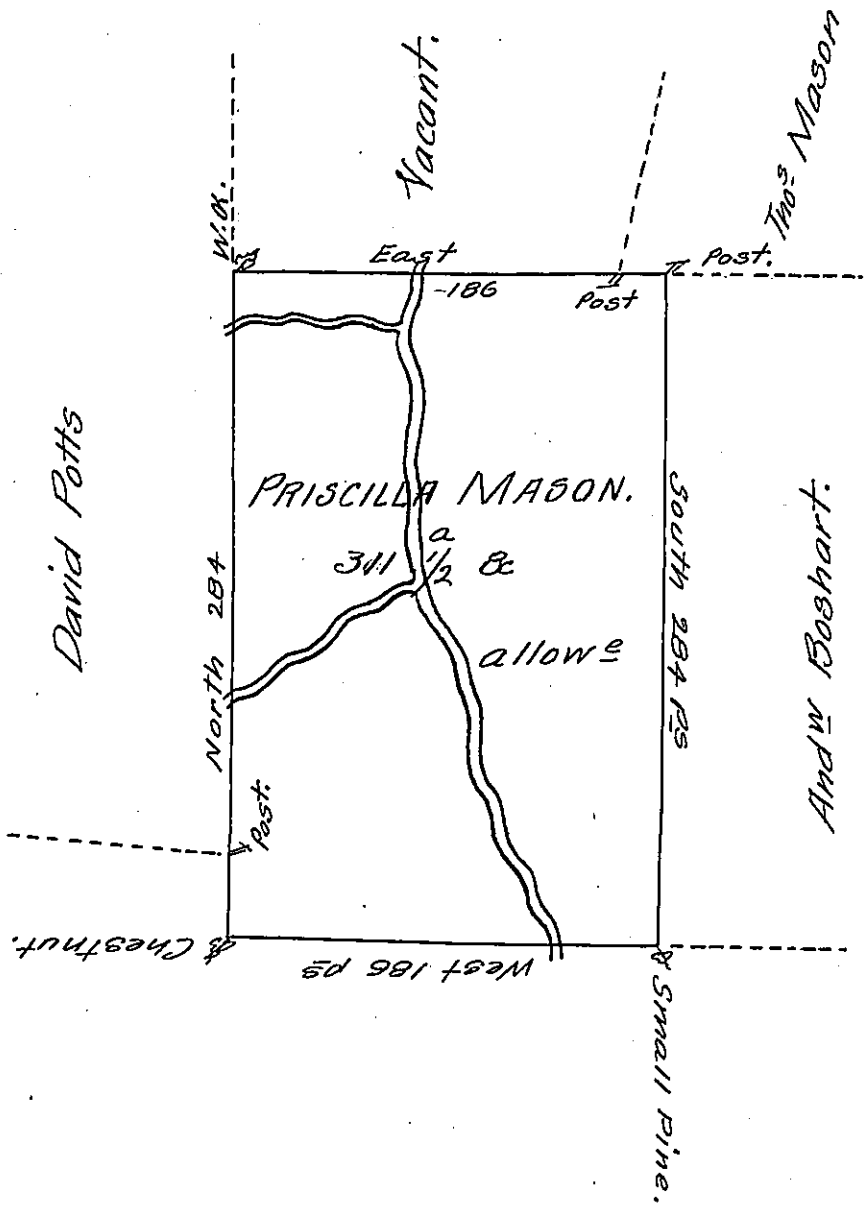 W.O.
Vacant.
Tho.s Mason
East
-186
Post
Post.
David Potts
North 284
PRISCILLA MASON.
311 a 1/2 &c
allowe
South 284 ps
Andw Boshart.
Post.
Chestnut.
West 186 ps
Small Pine.